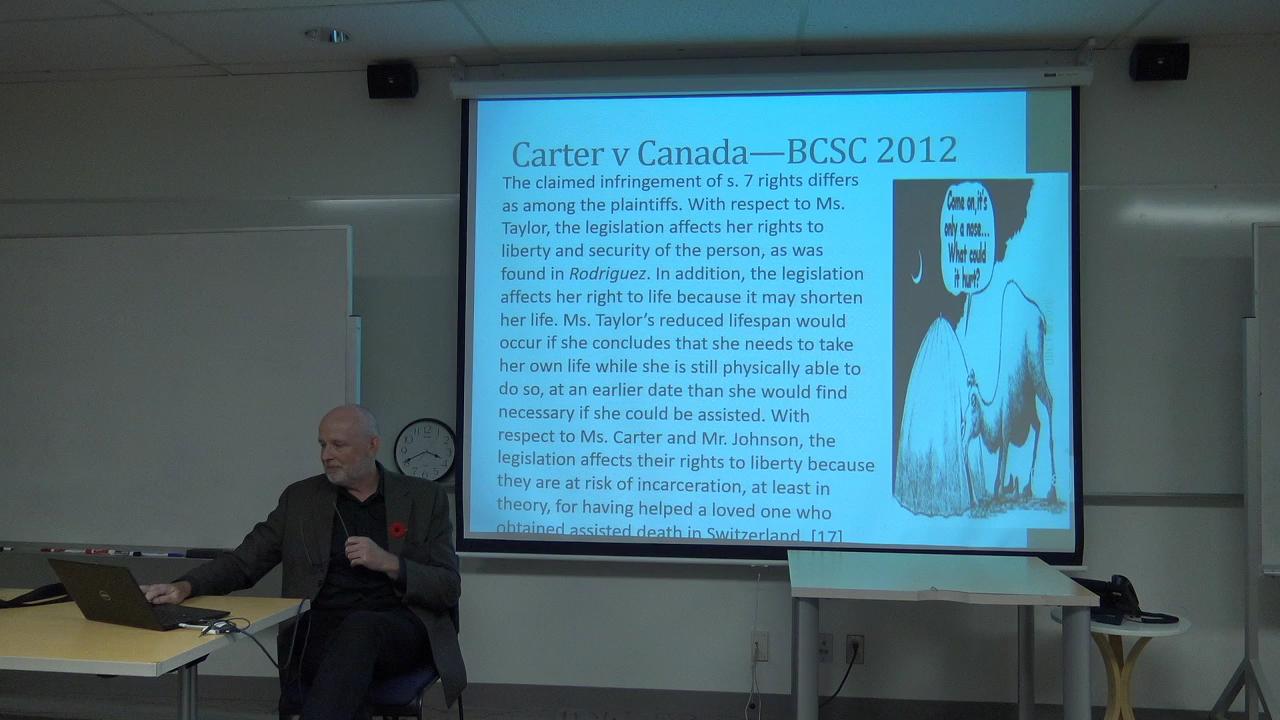 Carter v Canada—BCSC 2012
The claimed infringement of s. 7 rights differs
as among the plaintiffs. With respect to Ms.
Taylor, the legislation affects her rights to
liberty and security of the person, as was
found in Rodriguez. In addition, the legislation
affects her right to life because it may shorten
her life. Ms. Taylor’s reduced lifespan would
occur if she concludes that she needs to take
her own life while she is still physically able to
do so, at an earlier date than she would find
necessary if she could be assisted. With
respect to Ms. Carter and Mr. Johnson, the
legislation affects their rights to liberty because
they are at risk of incarceration, at least in
theory, for having helped a loved one who
obtained assisted death in Switzerland. [17]
Come on, it's
only a nose...
What could
it hurt?
DELL